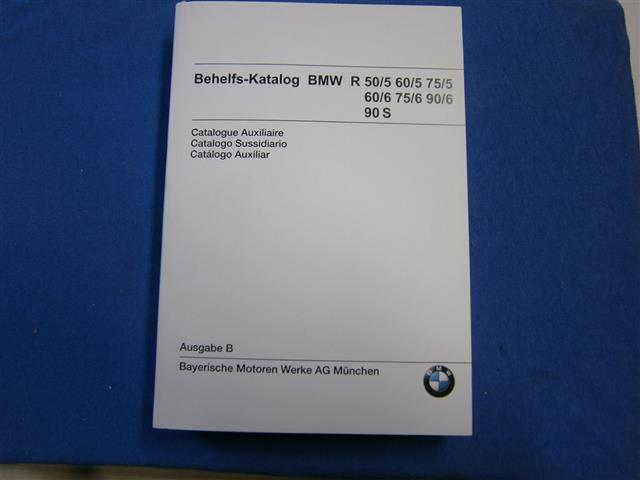 Behelfs-Katalog BMW R 50/5 60/5 75/5
60/6 75/6 90/6
90 S
Catalogue Auxiliaire
Catalogo Sussidiario
Catálogo Auxiliar
Ausgabe B
Bayerische Motoren Werke AG München
BMW